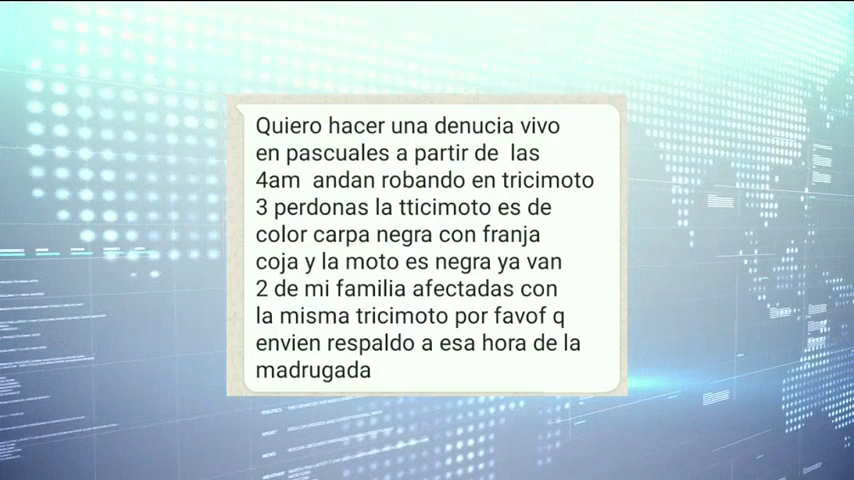 Quiero hacer una denucia vivo
en pascuales a partir de las
4am andan robando en tricimoto
3 perdonas la tticimoto es de
color carpa negra con franja
coja y la moto es negra ya van
2 de mi familia afectadas con
la misma tricimoto por favof q
envien respaldo a esa hora de la
madrugada